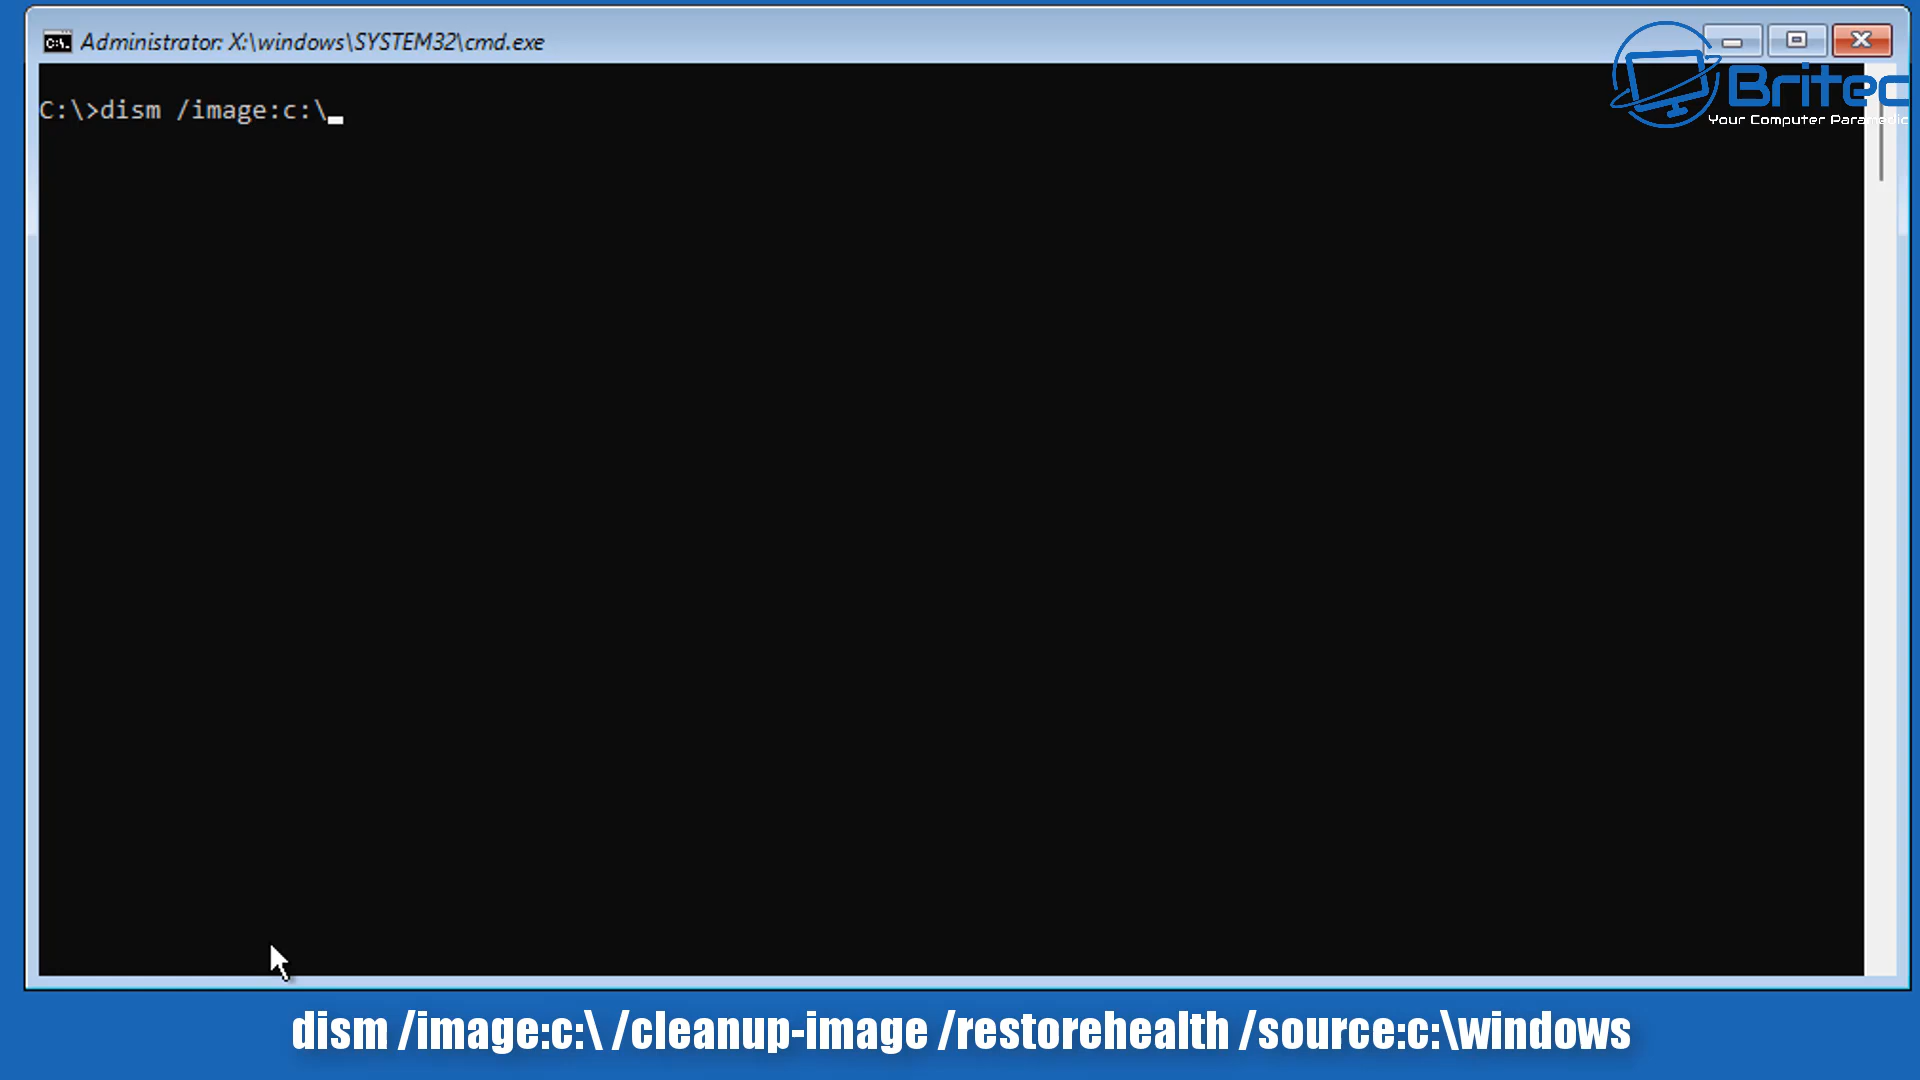 Administrator: X:\windows\SYSTEM32\cmd.exe
Britec
Your Computer Paramedic
C:\>dism /image:c:\
dism /image:c:\ /cleanup-image /restorehealth /source:c:\windows